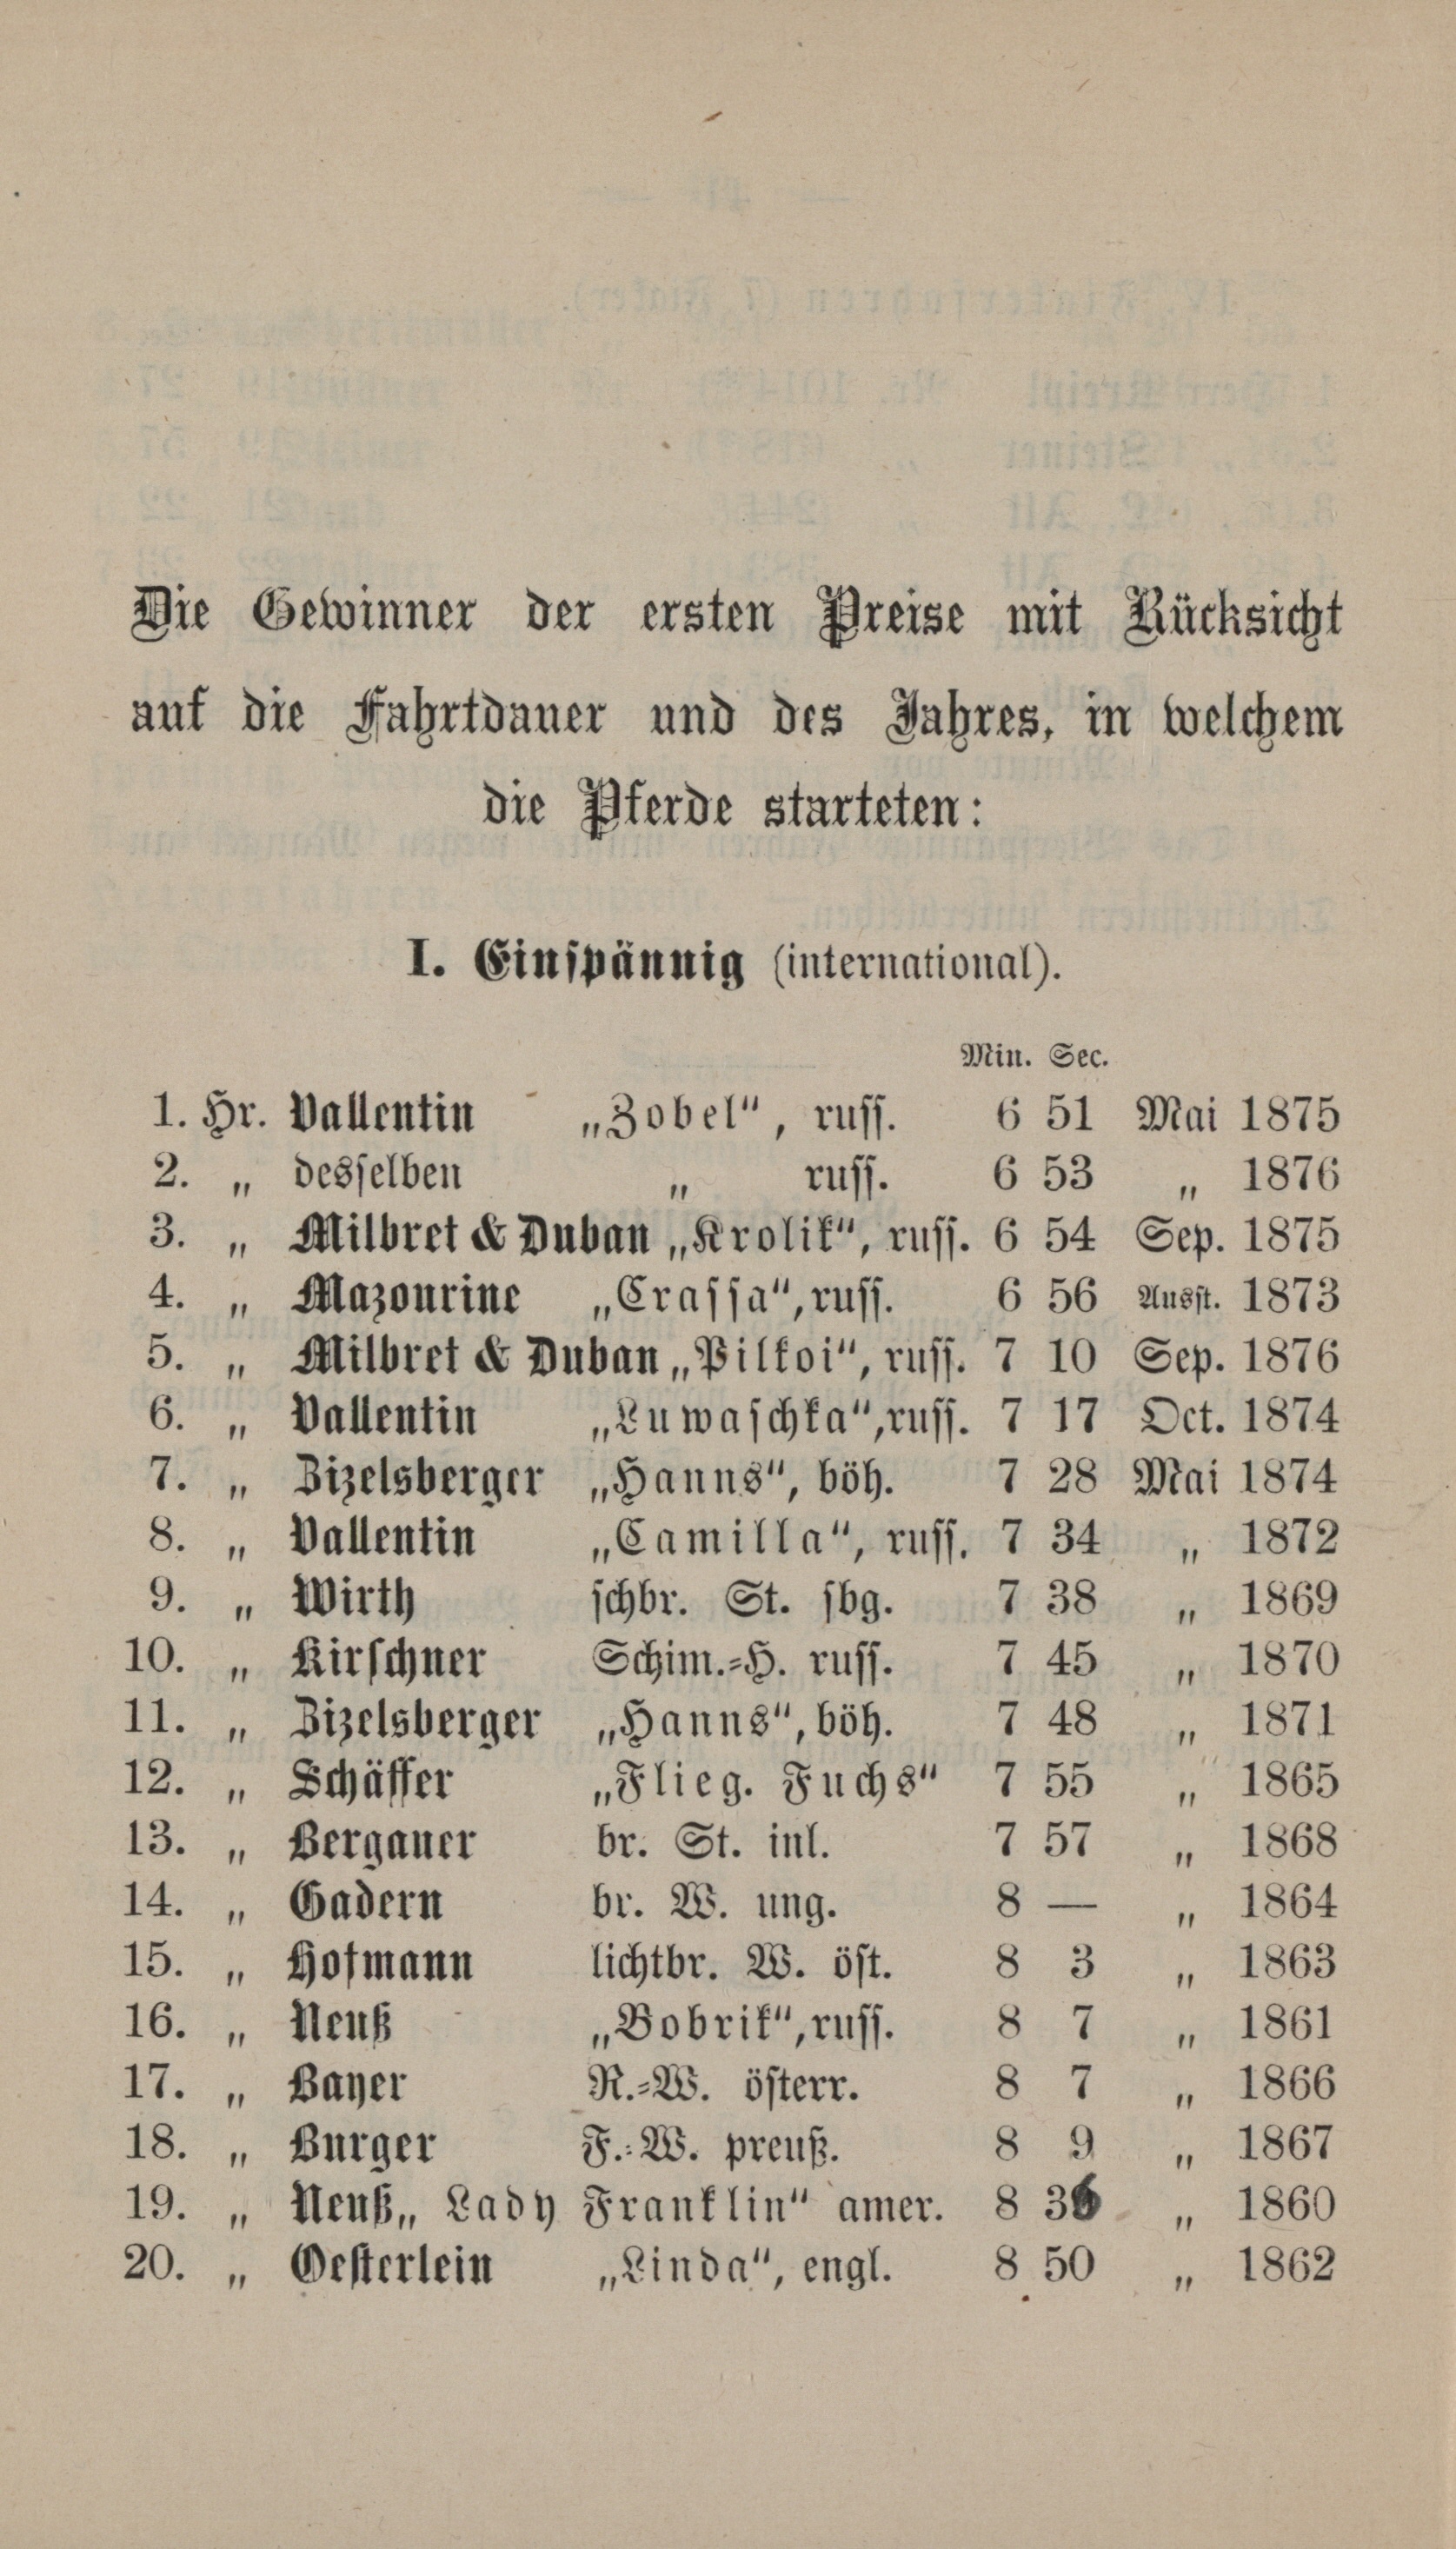 Die Gewinner der ersten Preise mit Rücksicht
auf die Fahrtdauer und des Jahres, in welchem
die Pferde starteten:
I. Einſpännig (international).
Min. Sec.
1. Hr. Vallentin „Zobel“, ruſſ. 6 51 Mai 1875
2. „ desſelben „ ruſſ. 6 53 „ 1876
3. „ Milbret & Duban „Krolik“, ruſſ. 6 54 Sep. 1875
4. „ Mazourine „Craſſa“, ruſſ. 6 56 Ausſt. 1873
5. „ Milbret & Duban „Pilkoi“, ruſſ. 7 10 Sep. 1876
6. „ Vallentin „Luwaſchka“, ruſſ. 7 17 Oct. 1874
7. „ Zizelsberger „Hanns“, böh. 7 28 Mai 1874
8. „ Vallentin „Camilla“, ruſſ. 7 34 „ 1872
9. „ Wirth ſchbr. St. ſbg. 7 38 „ 1869
10. „ Kirſchner Schim.-H. ruſſ. 7 45 „ 1870
11. „ Zizelsberger „Hanns“, böh. 7 48 „ 1871
12. „ Schäffer „Flieg. Fuchs“ 7 55 „ 1865
13. „ Bergauer br. St. inl. 7 57 „ 1868
14. „ Gadern br. W. ung. 8 — „ 1864
15. „ Hofmann lichtbr. W. öſt. 8 3 „ 1863
16. „ Neuß „Bobrik“, ruſſ. 8 7 „ 1861
17. „ Bayer R.-W. öſterr. 8 7 „ 1866
18. „ Burger F.-W. preuß. 8 9 „ 1867
19. „ Neuß „ Lady Franklin“ amer. 8 36 „ 1860
20. „ Oeſterlein „Linda“, engl. 8 50 „ 1862